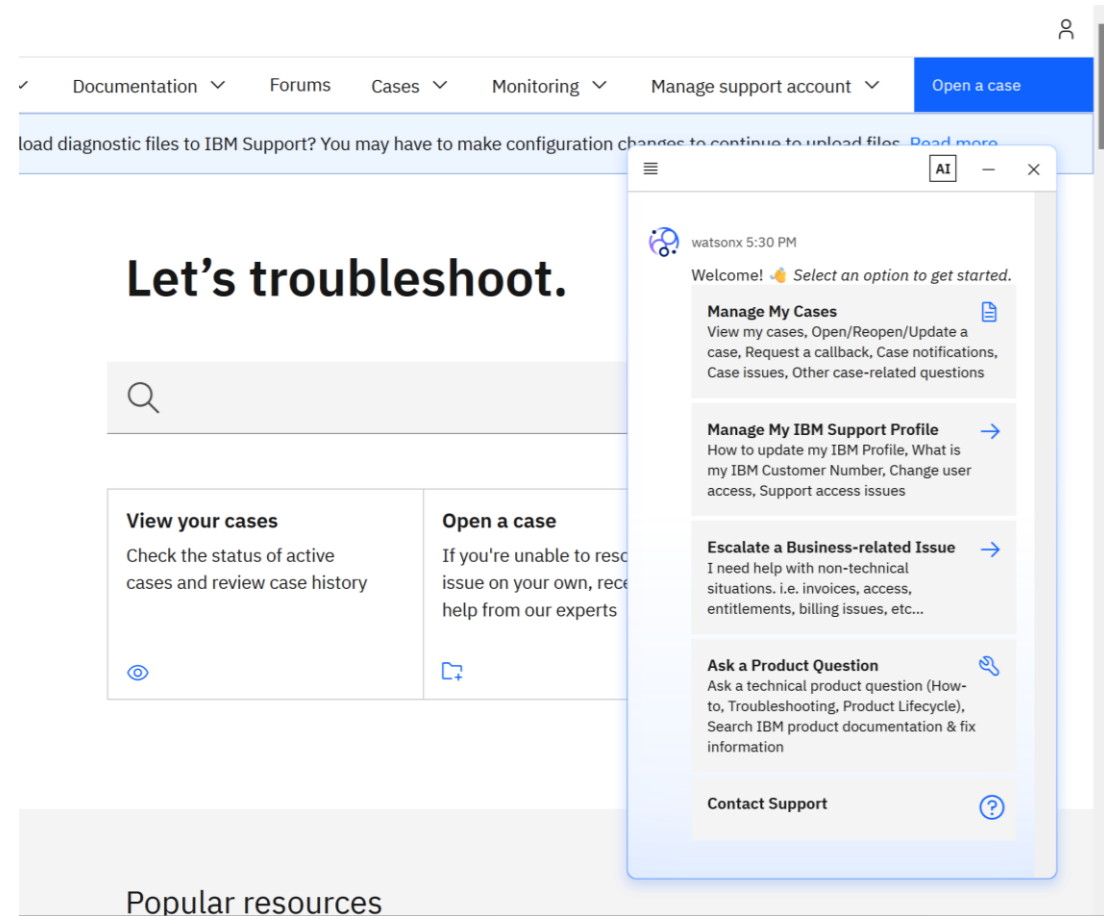 Documentation
Forums
Cases
Monitoring
Manage support account
Open a case
load diagnostic files to IBM Support? You may have to make configuration changes to continue to upload files. Read more
Let's troubleshoot.
View your cases
Check the status of active
cases and review case history
Open a case
If you're unable to
issue on your own,
help from our experts
AI
watsonx 5:30 PM
Welcome! 👋 Select an option to get started.
Manage My Cases
View my cases, Open/Reopen/Update a
case, Request a callback, Case notifications,
Case issues, Other case-related questions
Manage My IBM Support Profile
How to update my IBM Profile, What is
my IBM Customer Number, Change user
access, Support access issues
Escalate a Business-related Issue
I need help with non-technical
situations. i.e. invoices, access,
entitlements, billing issues, etc...
Ask a Product Question
Ask a technical product question (How-
to, Troubleshooting, Product Lifecycle),
Search IBM product documentation & fix
information
Contact Support
Popular resources